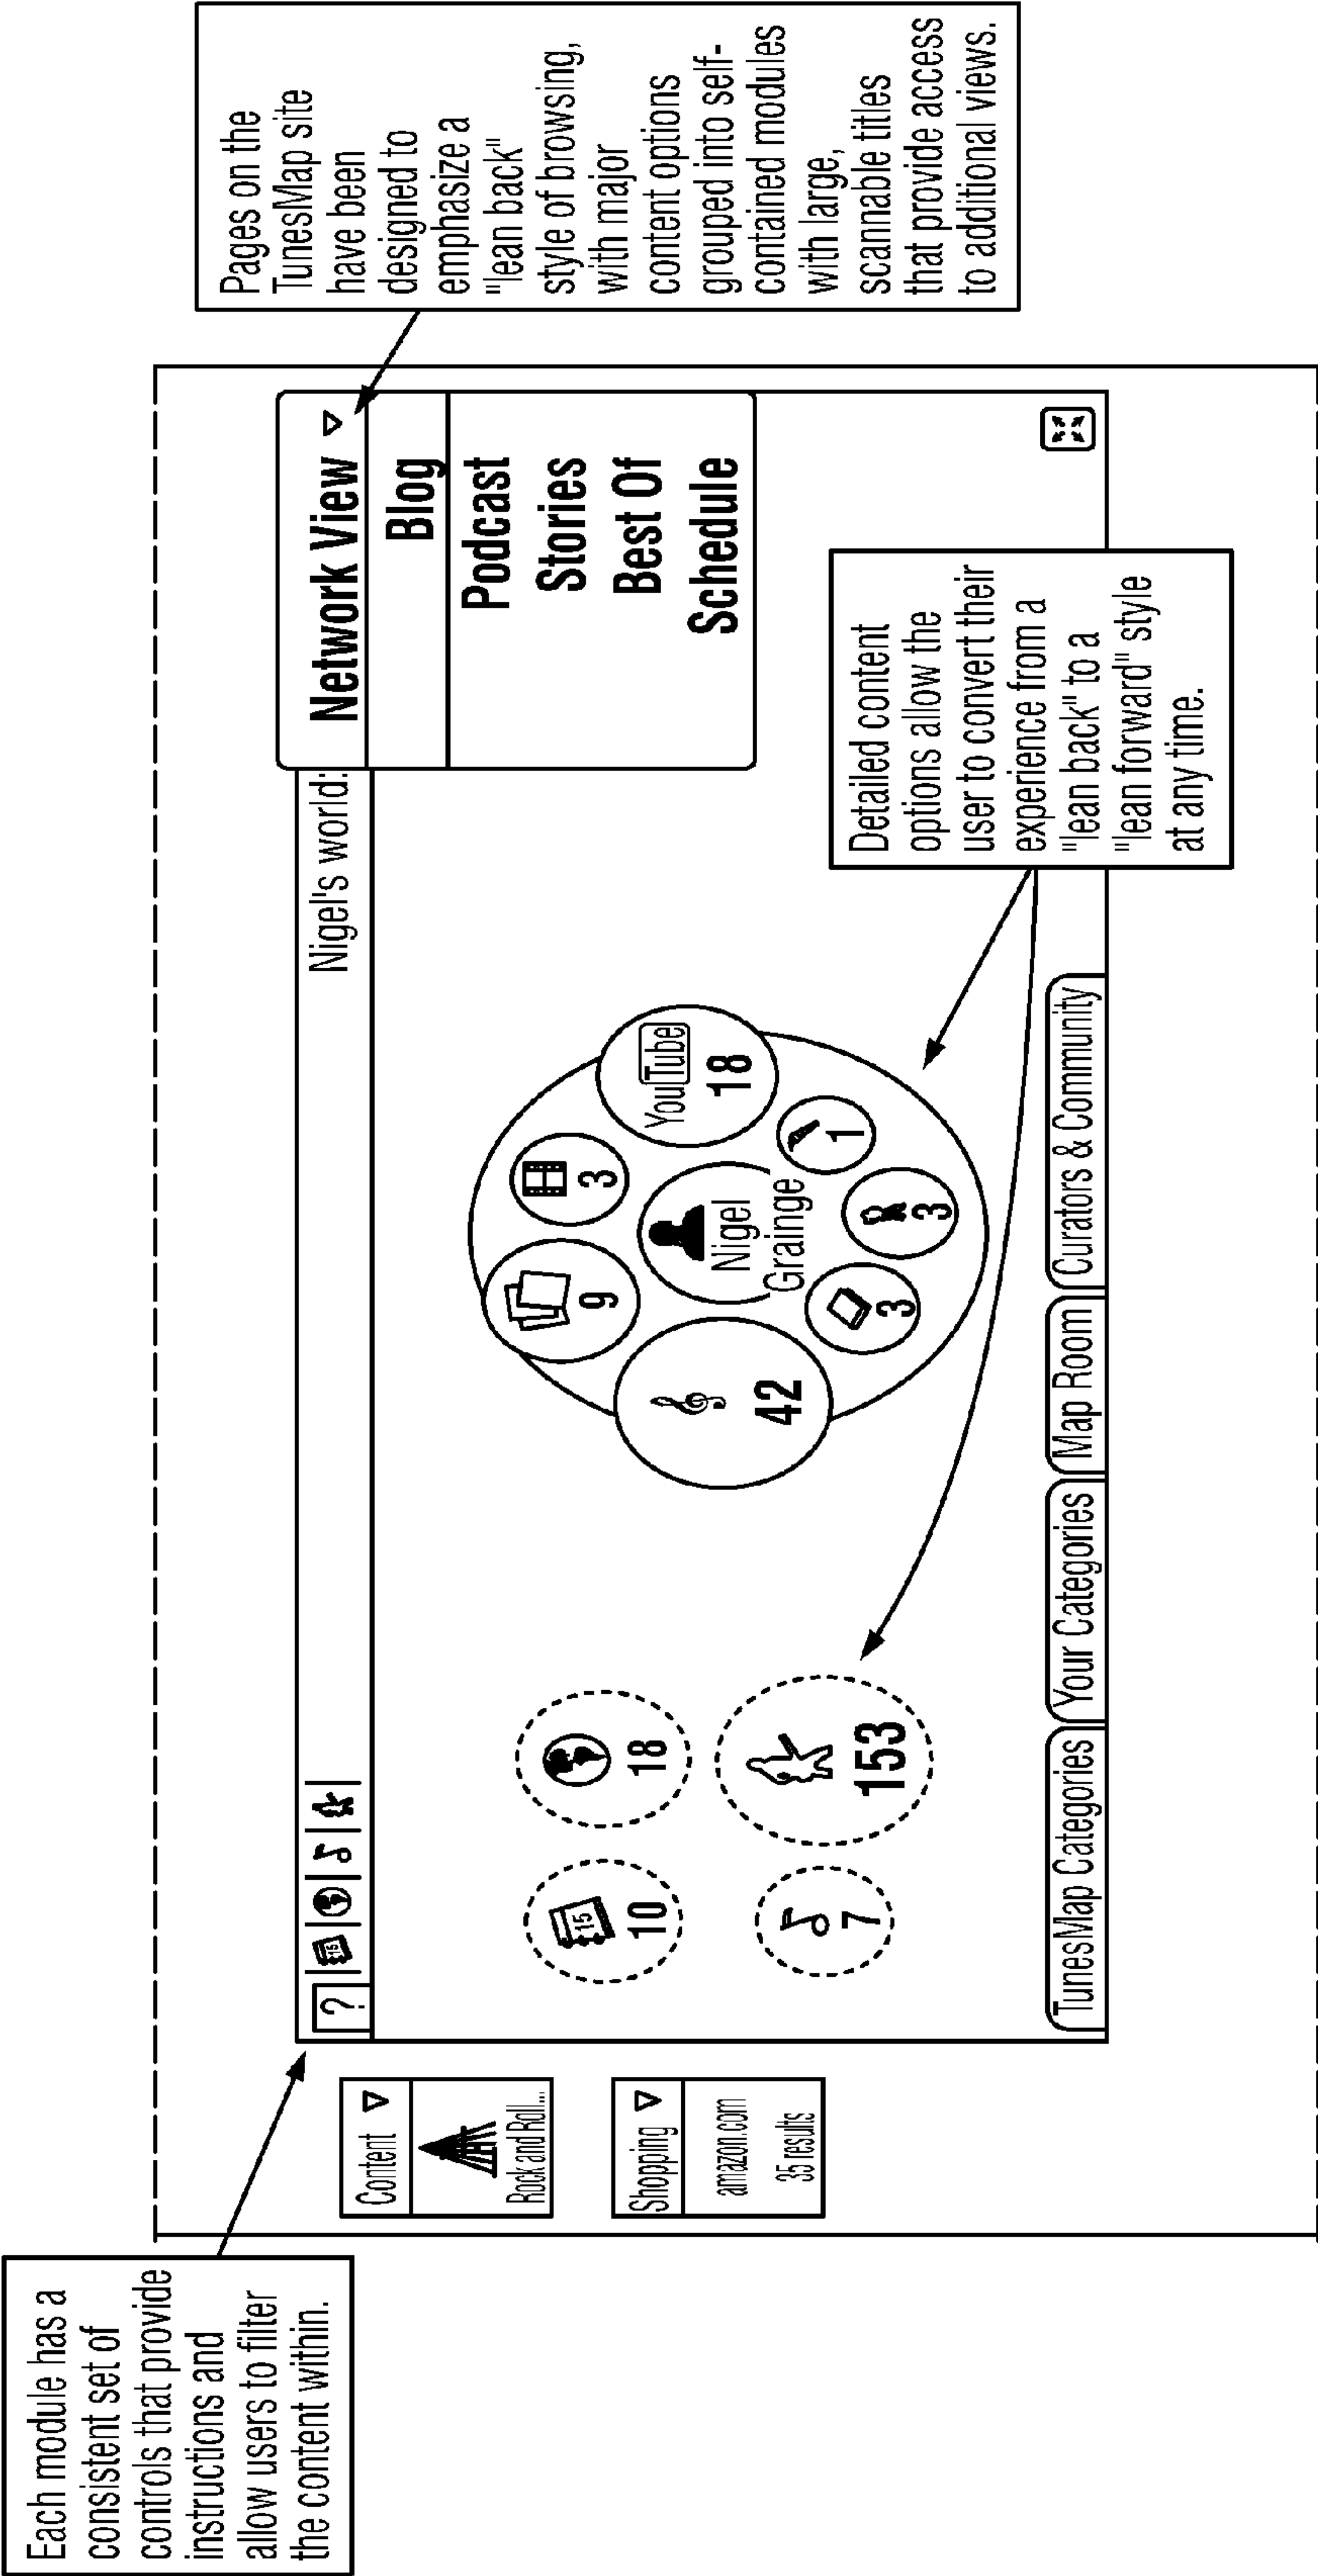 Each module has a
consistent set of
controls that provide
instructions and
allow users to filter
the content within.
Pages on the
TunesMap site
have been
designed to
emphasize a
"lean back"
style of browsing,
with major
content options
grouped into self-
contained modules
with large,
scannable titles
that provide access
to additional views.
Content
Rock and Roll...
Shopping
amazon.com
35 results
?
15
Nigel's world:
Network View
Blog
Podcast
Stories
Best Of
Schedule
15
10
18
7
153
9
3
YouTube
18
42
Nigel
Grainge
3
3
1
Detailed content
options allow the
user to convert their
experience from a
"lean back" to a
"lean forward" style
at any time.
TunesMap Categories
Your Categories
Map Room
Curators & Community